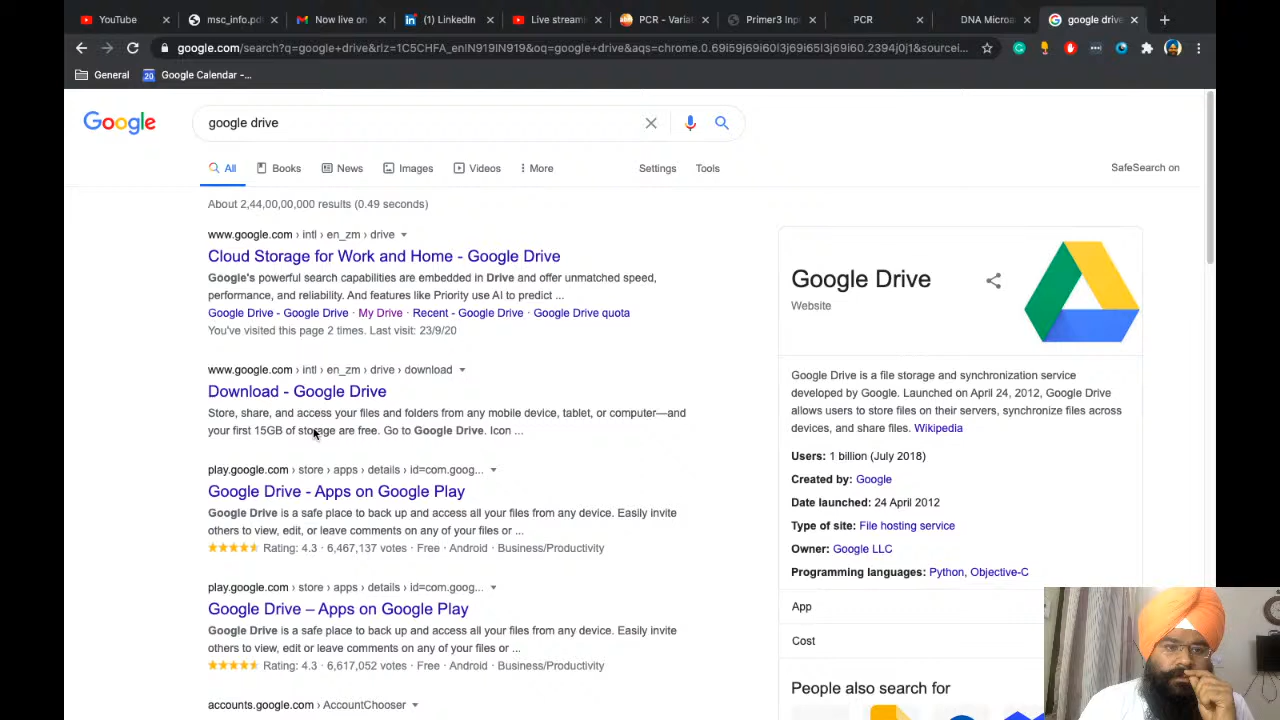 YouTube
msc_info.pd
Now live on
(1) LinkedIn
Live stream
PCR - Variat
Primer3 Inp
PCR
DNA Microa
google drive
google.com/search?q=google+drive&rlz=1C5CHFA_enIN919IN919&oq=google+drive&aqs=chrome.0.69i59j69i60l3j69i65l3j69i60.2394j0j1&sourcel...
General
20
Google Calendar -...
Google
google drive
All
Books
News
Images
Videos
More
Settings
Tools
SafeSearch on
About 2,44,00,00,000 results (0.49 seconds)
www.google.com › intl › en_zm › drive
Cloud Storage for Work and Home - Google Drive
Google's powerful search capabilities are embedded in Drive and offer unmatched speed,
performance, and reliability. And features like Priority use AI to predict ...
Google Drive - Google Drive · My Drive · Recent - Google Drive · Google Drive quota
You've visited this page 2 times. Last visit: 23/9/20
www.google.com › intl › en_zm › drive › download
Download - Google Drive
Store, share, and access your files and folders from any mobile device, tablet, or computer—and
your first 15GB of storage are free. Go to Google Drive. Icon ...
play.google.com › store › apps › details › id=com.goog...
Google Drive - Apps on Google Play
Google Drive is a safe place to back up and access all your files from any device. Easily invite
others to view, edit, or leave comments on any of your files or ...
Rating: 4.3 · 6,467,137 votes · Free · Android · Business/Productivity
play.google.com › store › apps › details › id=com.goog...
Google Drive – Apps on Google Play
Google Drive is a safe place to back up and access all your files from any device. Easily invite
others to view, edit or leave comments on any of your files or ...
Rating: 4.3 · 6,617,052 votes · Free · Android · Business/Productivity
accounts.google.com › AccountChooser
Google Drive
Website
Google Drive is a file storage and synchronization service
developed by Google. Launched on April 24, 2012, Google Drive
allows users to store files on their servers, synchronize files across
devices, and share files. Wikipedia
Users: 1 billion (July 2018)
Created by: Google
Date launched: 24 April 2012
Type of site: File hosting service
Owner: Google LLC
Programming languages: Python, Objective-C
App
Cost
People also search for